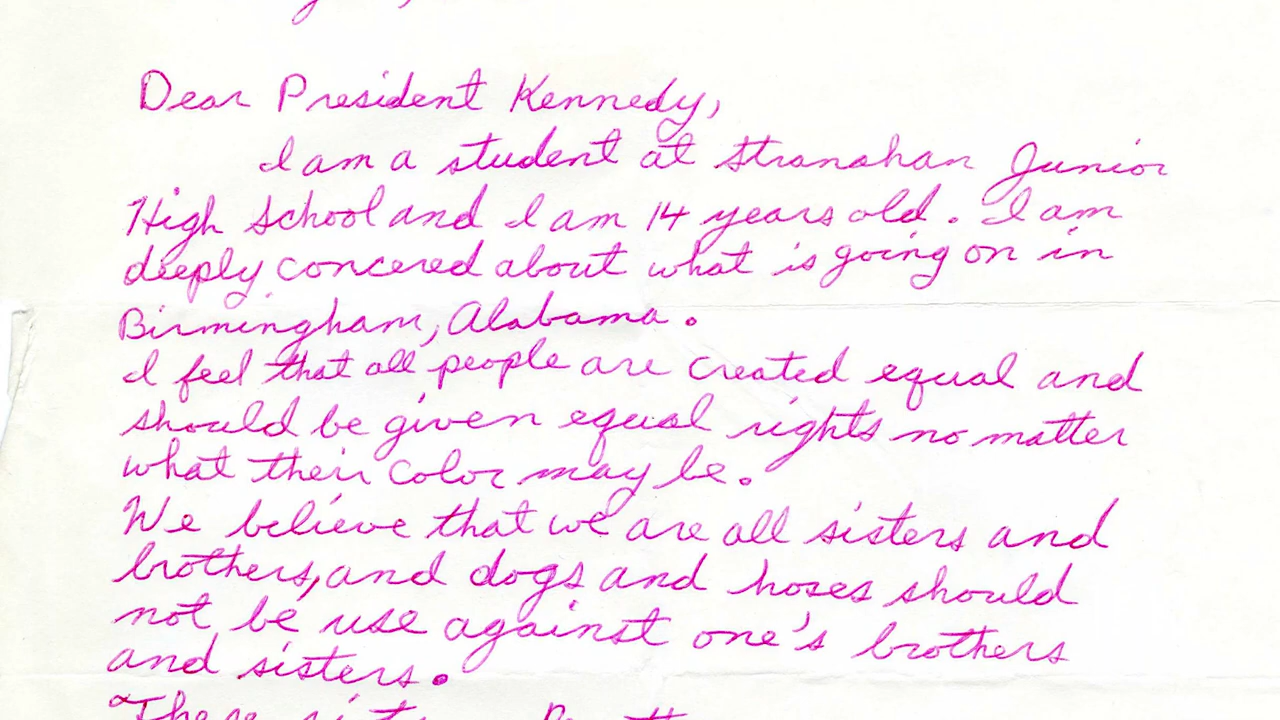 Dear President Kennedy,
I am a student at Stranahan Junior
High School and I am 14 years old. I am
deeply concered about what is going on in
Birmingham, Alabama.
I feel that all people are created equal and
should be given equal rights no matter
what their color may be.
We believe that we are all sisters and
brothers, and dogs and hoses should
not be use against one's brothers
and sisters.
These